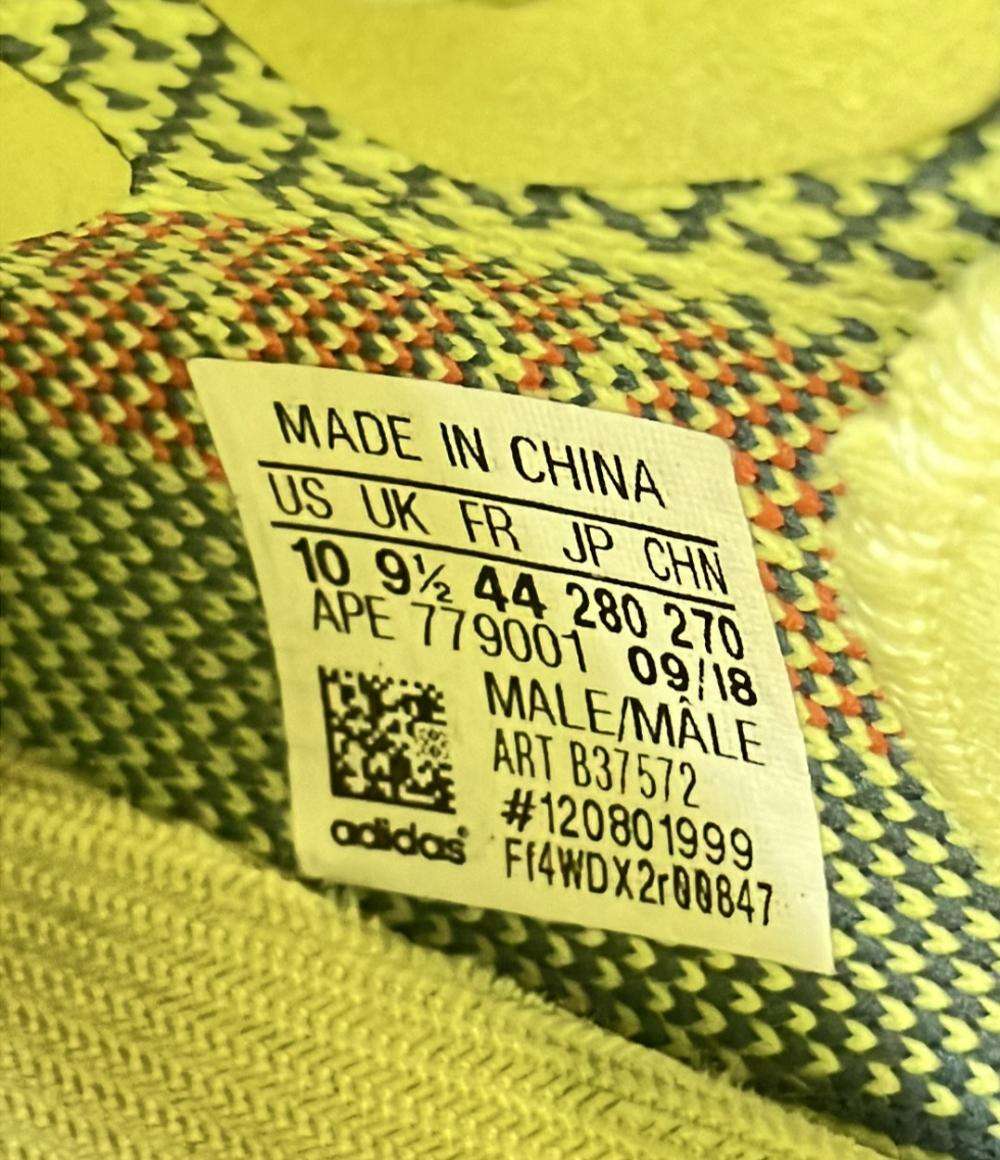 MADE IN CHINA
US UK FR JP CHN
10 9½ 44 280 270
APE 779001 09/18
MALE/MÂLE
ART B37572
#120801999
Ff4WDX2r00847
adidas